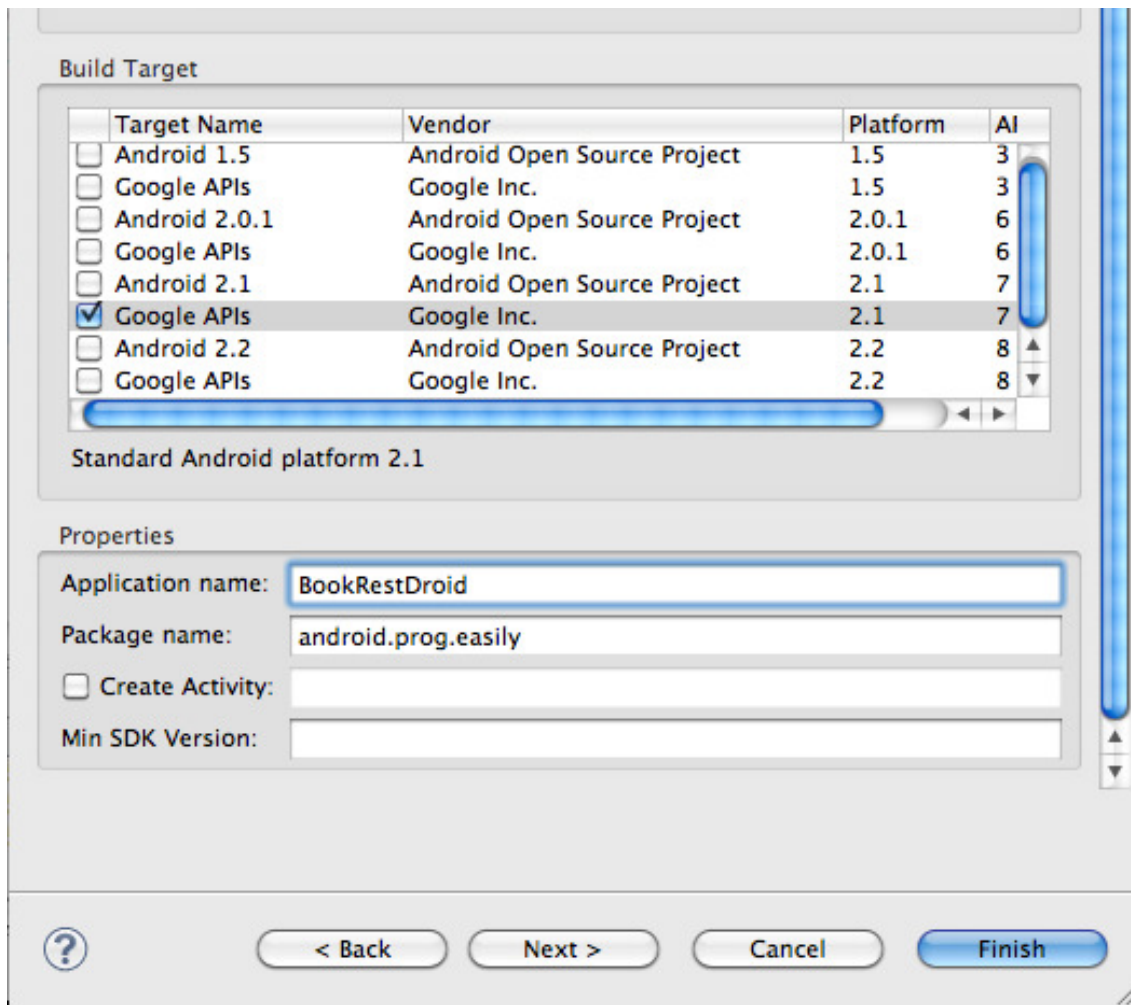 Build Target
Target Name Vendor Platform AI
Android 1.5 Android Open Source Project 1.5 3
Google APIs Google Inc. 1.5 3
Android 2.0.1 Android Open Source Project 2.0.1 6
Google APIs Google Inc. 2.0.1 6
Android 2.1 Android Open Source Project 2.1 7
Google APIs Google Inc. 2.1 7
Android 2.2 Android Open Source Project 2.2 8
Google APIs Google Inc. 2.2 8
Standard Android platform 2.1
Properties
Application name: BookRestDroid
Package name: android.prog.easily
Create Activity:
Min SDK Version:
? < Back Next > Cancel Finish